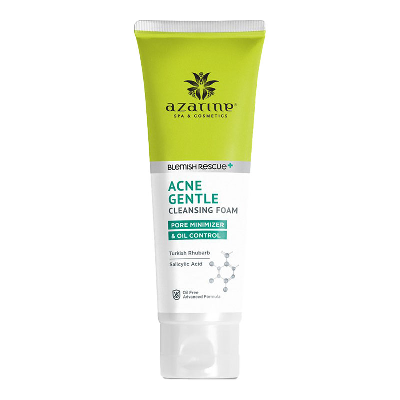 azarine®
SPA & COSMETICS
BLEMISH RESCUE+
ACNE
GENTLE
CLEANSING FOAM
PORE MINIMIZER
& OIL CONTROL
Turkish Rhubarb
Salicylic Acid
Oil Free
Advanced Formula